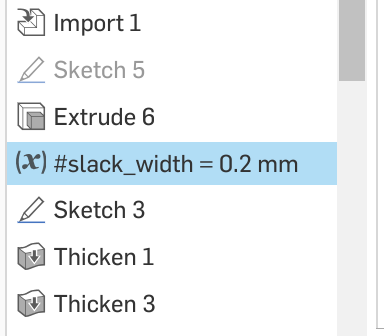 Import 1
Sketch 5
Extrude 6
(x) #slack_width = 0.2 mm
Sketch 3
Thicken 1
Thicken 3